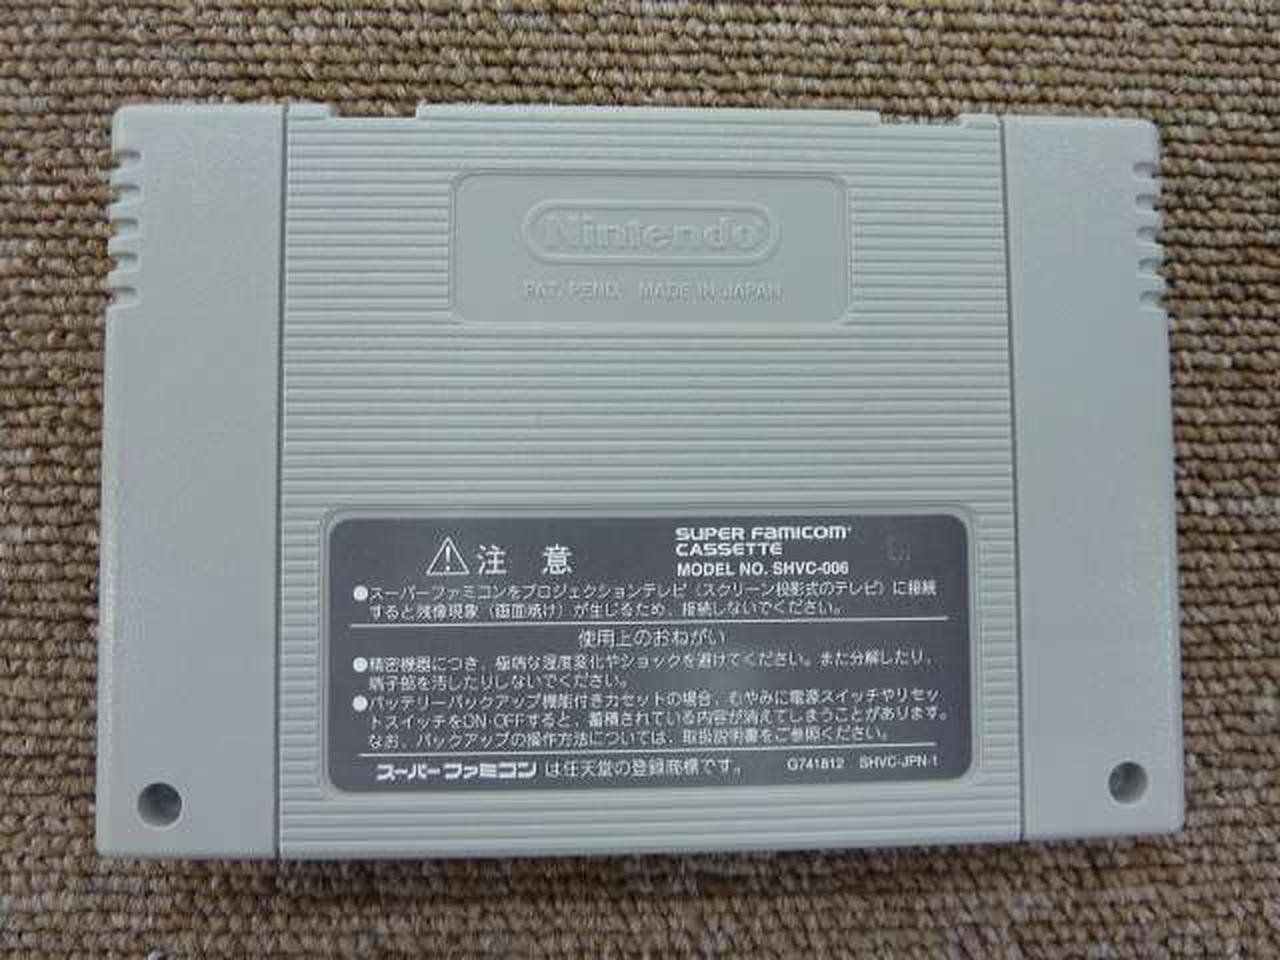 Nintendo
PAT. PEND. MADE IN JAPAN
注 意
SUPER FAMICOM
CASSETTE
MODEL NO. SHVC-006
●スーパーファミコンをプロジェクションテレビ（スクリーン投影式のテレビ）に接続
すると残像現象（画面焼け）が生じるため、接続しないでください。
使用上のおねがい
●精密機器につき、極端な温度変化やショックを避けてください。また分解したり、
端子部を汚したりしないでください。
●バッテリーバックアップ機能付きカセットの場合、むやみに電源スイッチやリセッ
トスイッチをON・OFFすると、蓄積されている内容が消えてしまうことがあります。
なお、バックアップの操作方法については、取扱説明書をご参照ください。
スーパーファミコン は任天堂の登録商標です。 G741812 SHVC-JPN-1